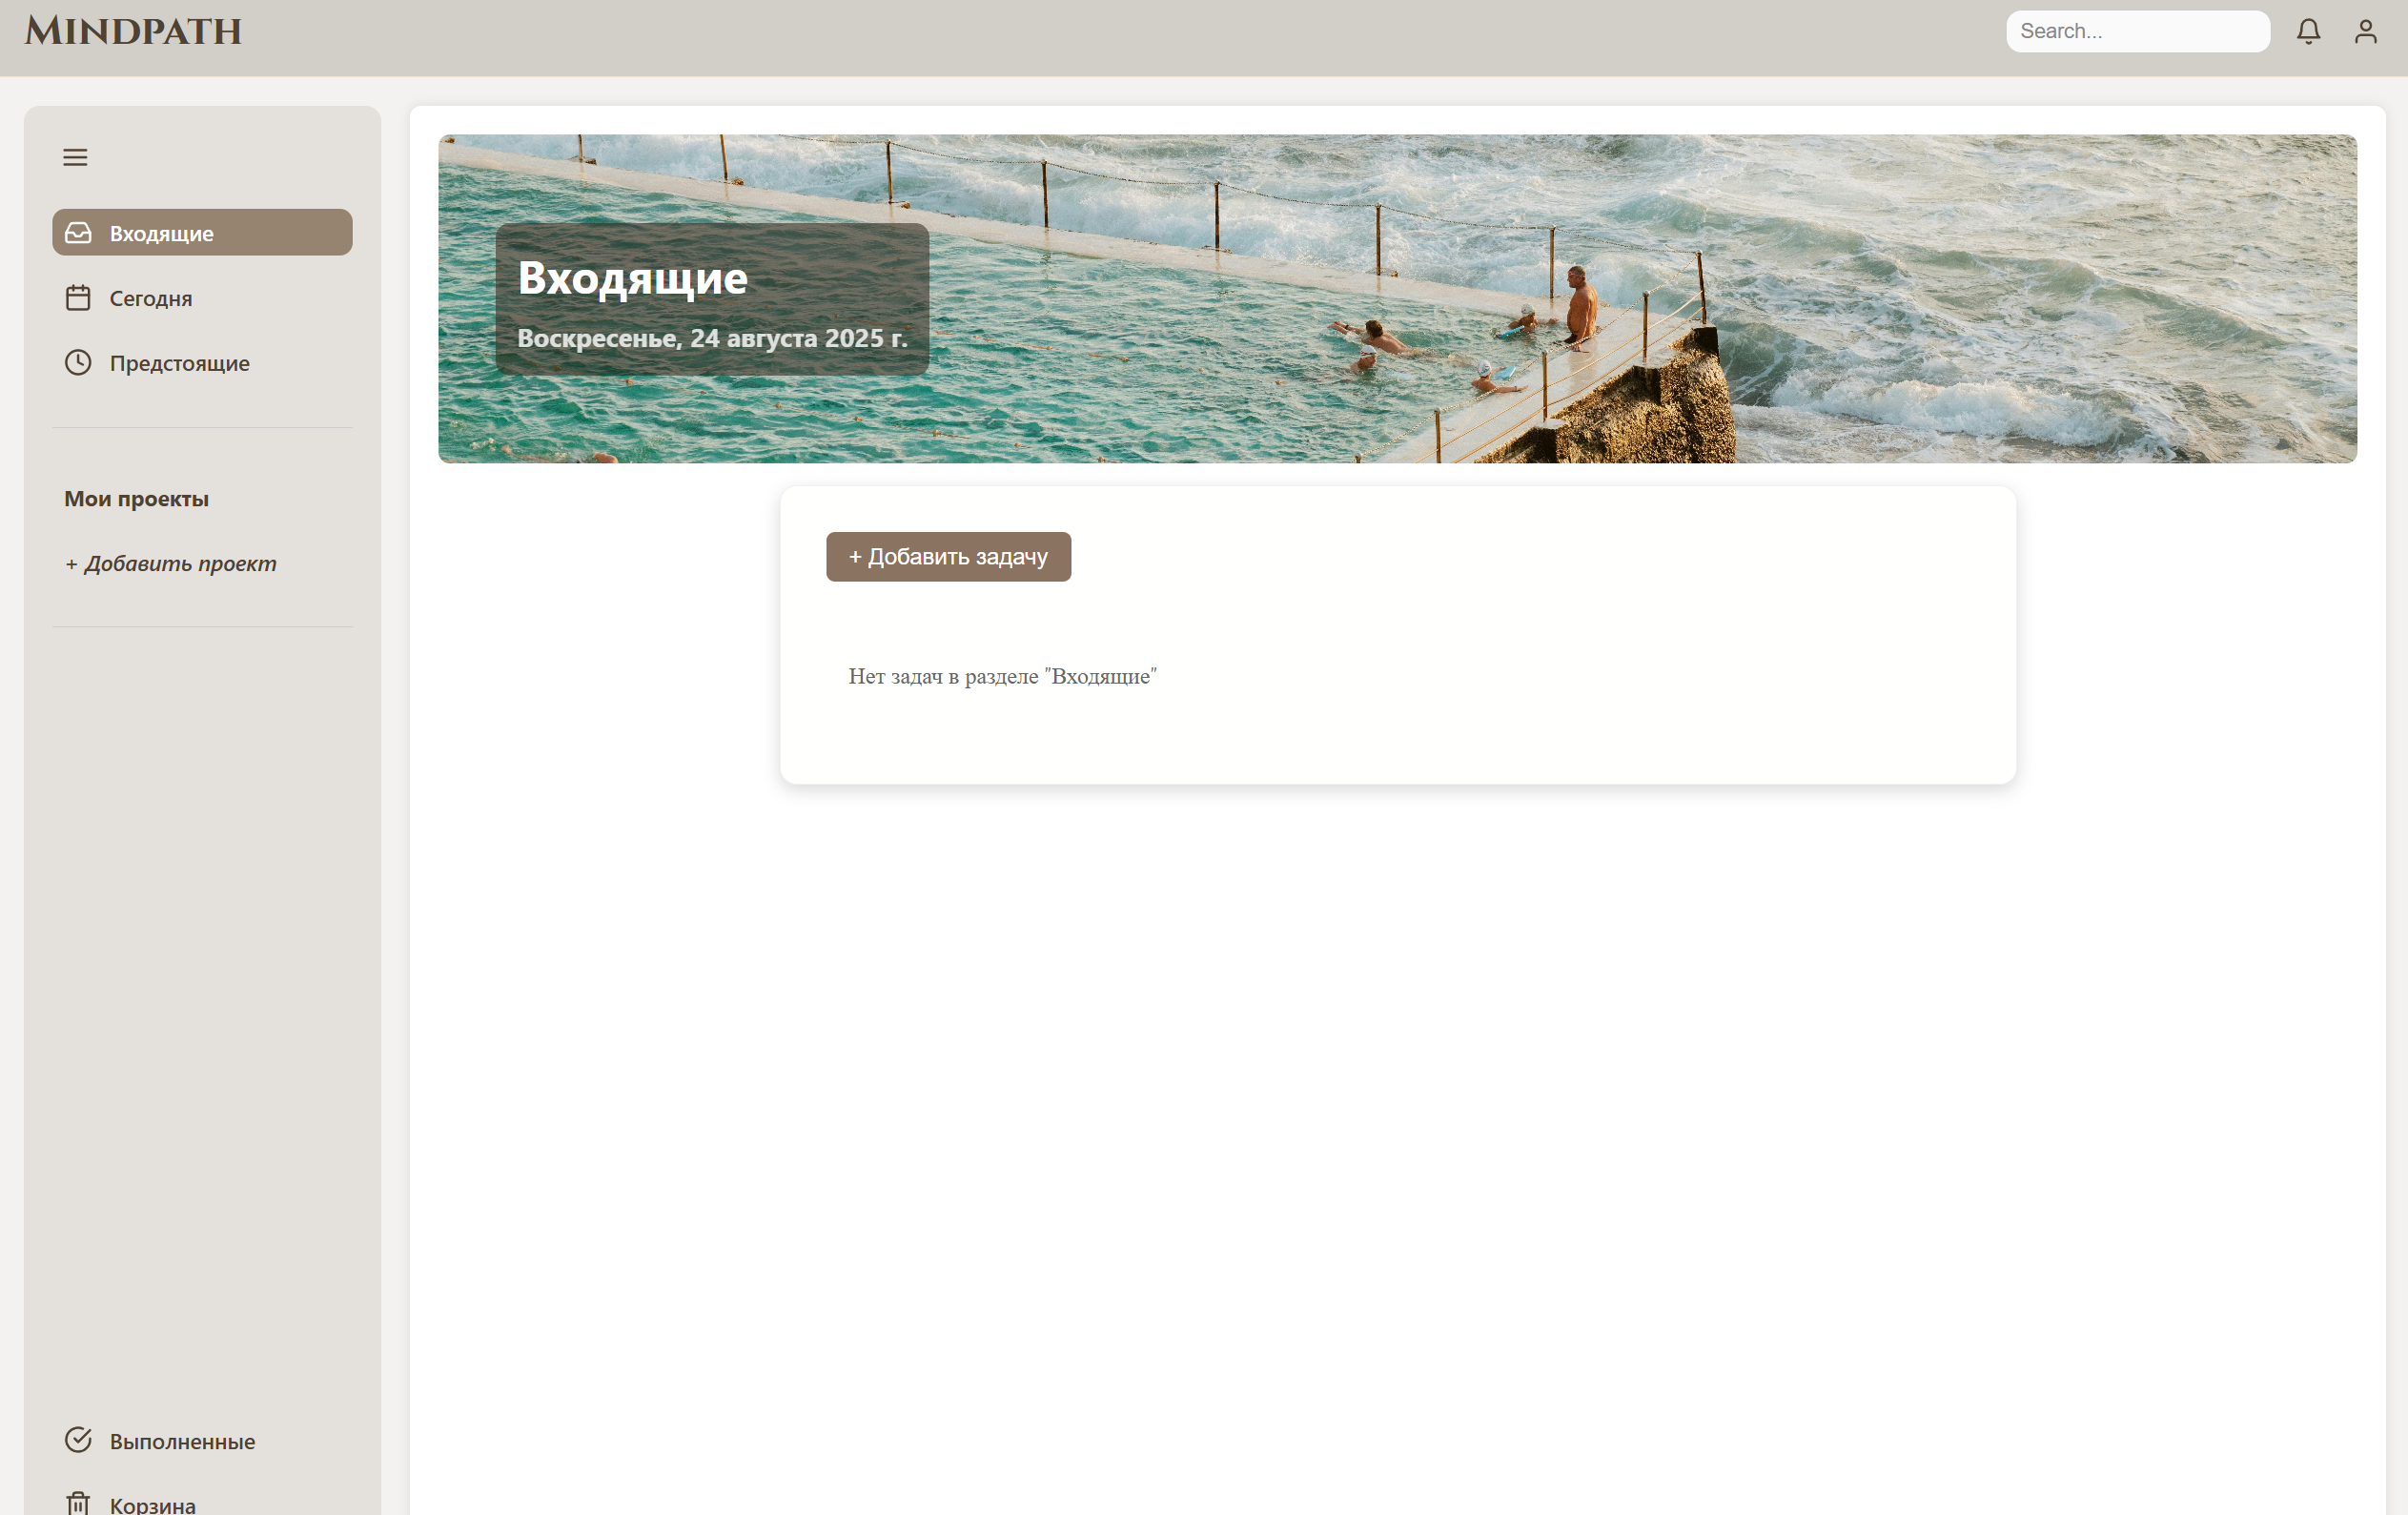 MINDPATH
Search...
Входящие
Сегодня
Предстоящие
Мои проекты
+ Добавить проект
Выполненные
Корзина
Входящие
Воскресенье, 24 августа 2025 г.
+ Добавить задачу
Нет задач в разделе "Входящие"